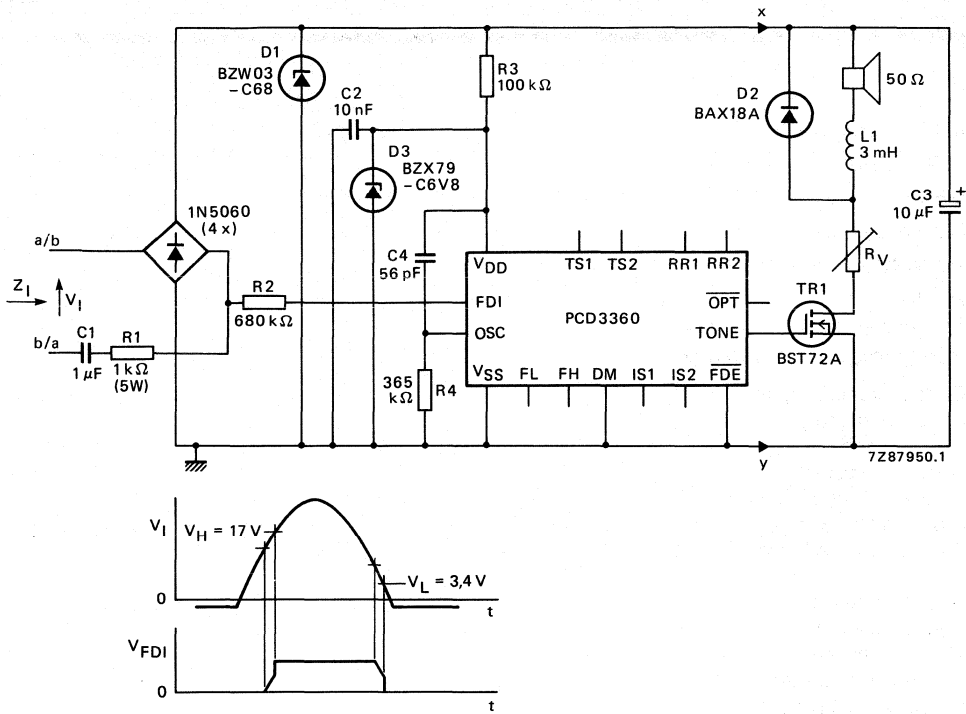 x
D1
BZW03
-C68
R3
100 kΩ
C2
10 nF
D2
BAX18A
50 Ω
D3
BZX79
-C6V8
L1
3 mH
C3
10 μF
+
1N5060
(4x)
a/b
C4
56 pF
RV
VDD
TS1
TS2
RR1
RR2
ZI
VI
R2
680 kΩ
FDI
OPT
TR1
PCD3360
OSC
TONE
b/a
C1
1 μF
R1
1 kΩ
(5W)
BST72A
365
kΩ
R4
VSS
FL
FH
DM
IS1
IS2
FDE
y
7Z87950.1
VI
VH = 17 V
VL = 3,4 V
0
t
VFDI
0
t